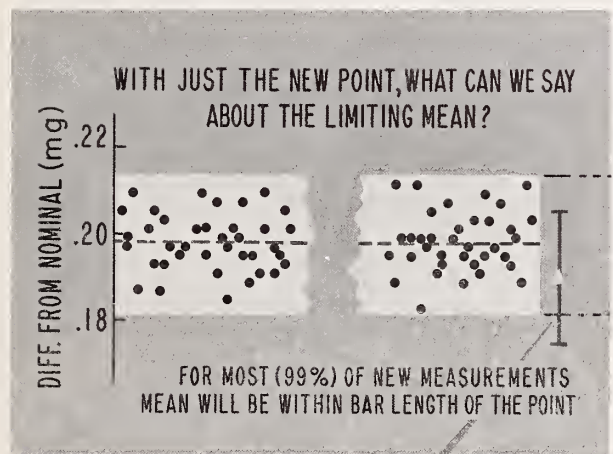 WITH JUST THE NEW POINT, WHAT CAN WE SAY
ABOUT THE LIMITING MEAN?
DIFF. FROM NOMINAL (mg)
.22
.20
.18
FOR MOST (99%) OF NEW MEASUREMENTS
MEAN WILL BE WITHIN BAR LENGTH OF THE POINT